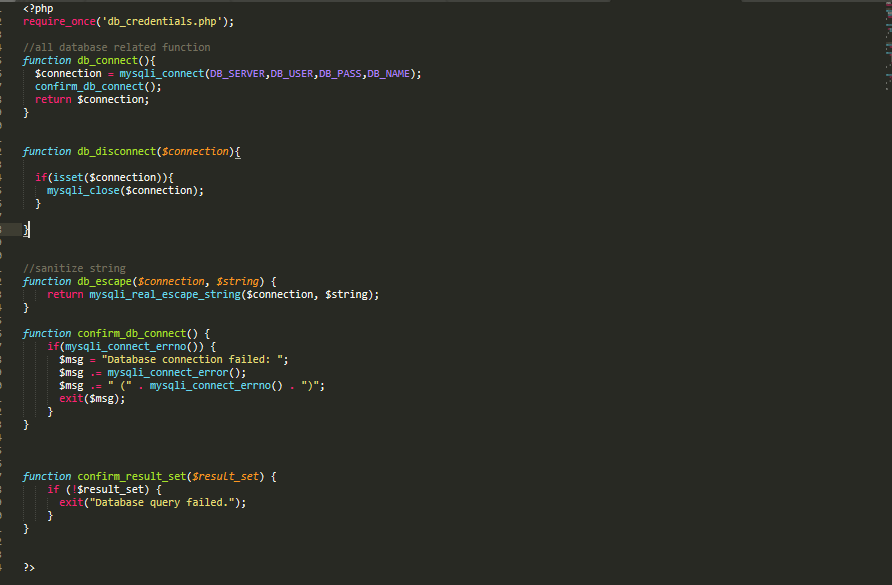 <?php
require_once('db_credentials.php');
//all database related function
function db_connect(){
$connection = mysqli_connect(DB_SERVER,DB_USER,DB_PASS,DB_NAME);
confirm_db_connect();
return $connection;
}
function db_disconnect($connection){
if(isset($connection)){
mysqli_close($connection);
}
}
//sanitize string
function db_escape($connection, $string) {
return mysqli_real_escape_string($connection, $string);
}
function confirm_db_connect() {
if(mysqli_connect_errno()) {
$msg = "Database connection failed: ";
$msg .= mysqli_connect_error();
$msg .= " (" . mysqli_connect_errno() . ")";
exit($msg);
}
}
function confirm_result_set($result_set) {
if (!$result_set) {
exit("Database query failed.");
}
}
?>